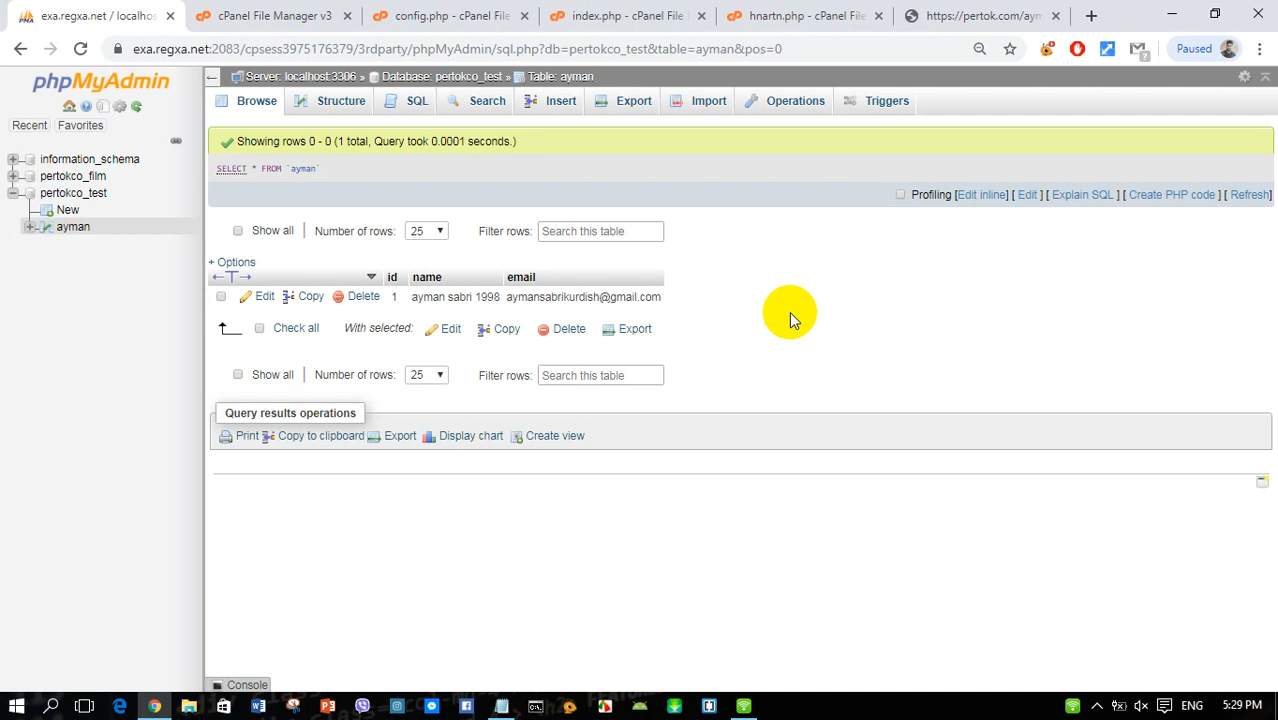 exa.regxa.net / localhos
cPanel File Manager v3
config.php - cPanel File
index.php - cPanel File
hnartn.php - cPanel File
https://pertok.com/aym
exa.regxa.net:2083/cpsess3975176379/3rdparty/phpMyAdmin/sql.php?db=pertokco_test&table=ayman&pos=0
Paused
phpMyAdmin
Recent Favorites
information_schema
pertokco_film
pertokco_test
New
ayman
Server: localhost:3306 » Database: pertokco_test » Table: ayman
Browse Structure SQL Search Insert Export Import Operations Triggers
Showing rows 0 - 0 (1 total, Query took 0.0001 seconds.)
SELECT * FROM `ayman`
Profiling [Edit inline] [ Edit ] [ Explain SQL ] [ Create PHP code ] [ Refresh]
Show all Number of rows: 25 Filter rows: Search this table
+ Options
←T→ id name email
Edit Copy Delete 1 ayman sabri 1998 aymansabrikurdish@gmail.com
Check all With selected: Edit Copy Delete Export
Show all Number of rows: 25 Filter rows: Search this table
Query results operations
Print Copy to clipboard Export Display chart Create view
Console
ENG 5:29 PM